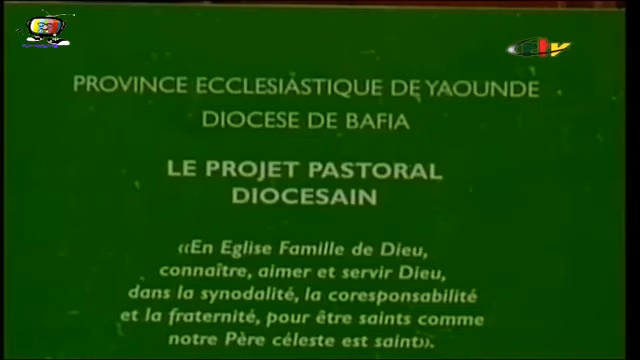 PROVINCE ECCLESIASTIQUE DE YAOUNDE
DIOCESE DE BAFIA
LE PROJET PASTORAL
DIOCESAIN
«En Eglise Famille de Dieu,
connaître, aimer et servir Dieu,
dans la synodalité, la coresponsabilité
et la fraternité, pour être saints comme
notre Père céleste est saint».